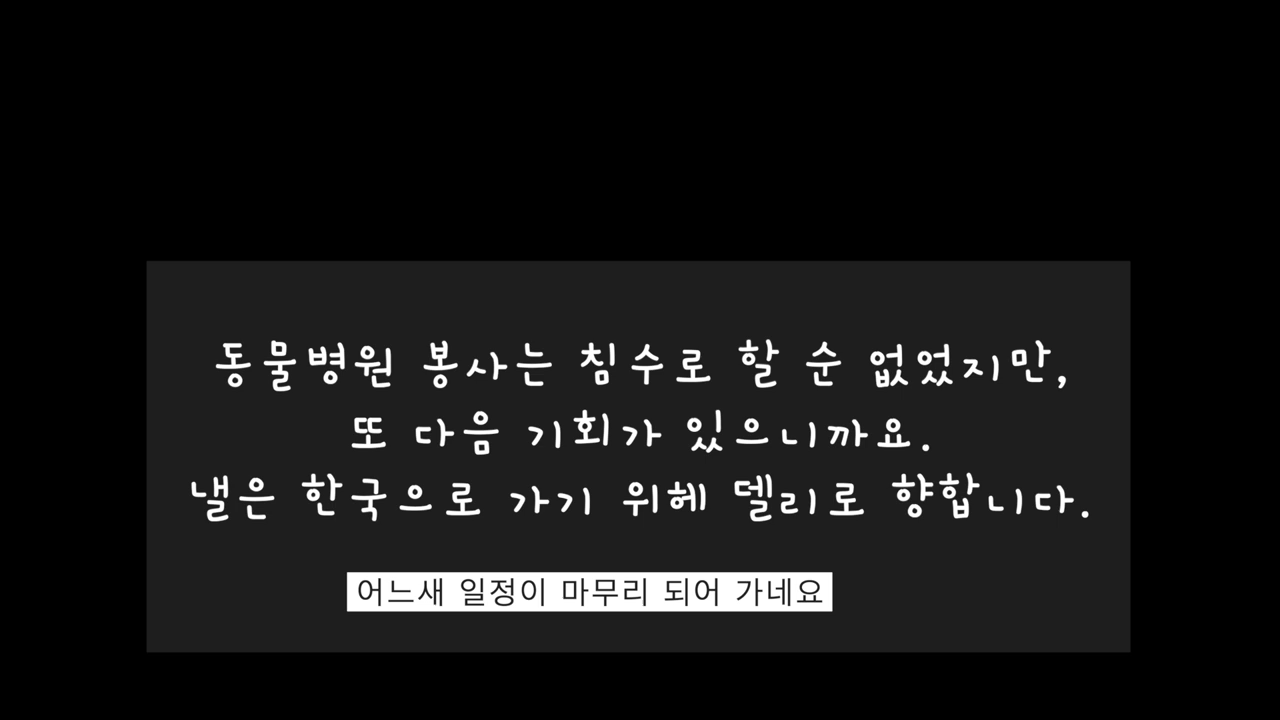 동물병원 봉사는 침수로 할 순 없었지만,
또 다음 기회가 있으니까요.
낼은 한국으로 가기 위헤 델리로 향합니다.
어느새 일정이 마무리 되어 가네요